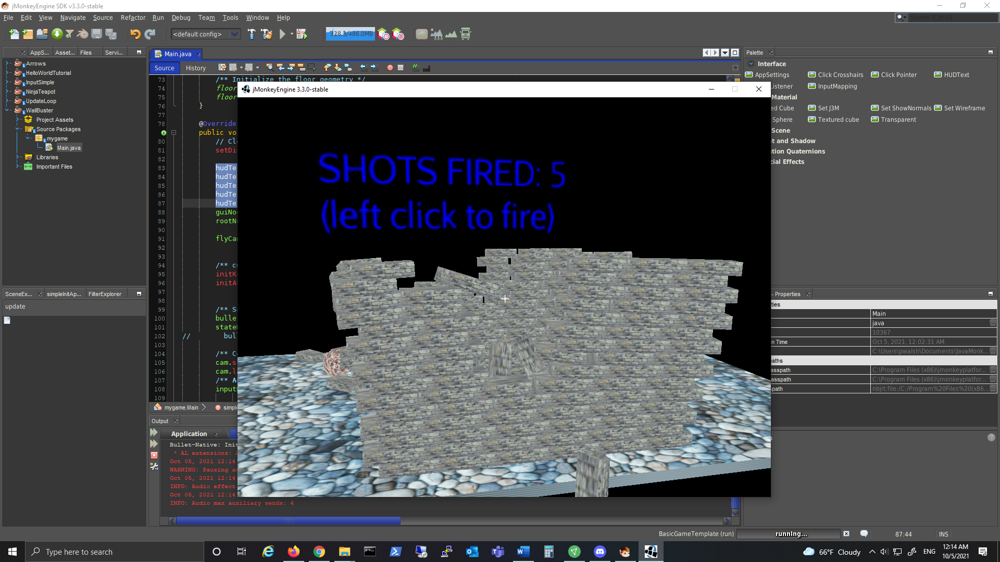 jMonkeyEngine SDK v3.3.0-stable
File Edit View Navigate Source Refactor Run Debug Team Tools Window Help
Search (Ctrl+I)
<default config>
328.3/486.0MB
AppS... Asset... Files Servi...
Main.java
Palette
Source History
Interface
AppSettings Click Crosshairs Click Pointer HUDText
istener InputMapping
Material
ed Cube Set J3M Set ShowNormals Set Wireframe
Sphere Textured cube Transparent
Scene
t and Shadow
tion Quaternions
cial Effects
Arrows
HelloWorldTutorial
InputSimple
NinjaTeapot
UpdateLoop
WallBuster
Project Assets
Source Packages
mygame
Main.java
Libraries
Important Files
73 /** Initialize the floor geometry */
74 floor
75 floor
76 }
77
78 @Override
public vo
80 // Cl
81 setDi
82
83 hudTe
84 hudTe
85 hudTe
86 hudTe
87 hudTe
88 guiNo
89 rootN
90
91 flyCa
92
93
94 /** c
95 initK
96 initA
97
98
99 /** S
100 bulle
101 state
102 // bul
103
104 /** C
105 cam.s
106 cam.l
107 /** A
108 input
109
jMonkeyEngine 3.3.0-stable
SHOTS FIRED: 5
(left click to fire)
SceneEx... simpleInitAp... FilterExplorer
update
- Properties
ties
Main
java
10367
n Time Oct 5, 2021, 12:02:31 AM
C:\Users\pwalsh\Documents\JavaMonk...
aths
asspath C:\Program Files (x86)\jmonkeyplatfor...
asspath C:\Program Files (x86)\jmonkeyplatfor...
path nbjrt:file:/C:/Program%20Files%20(x86...
mygame.Main simple
Output
Application
Bullet-Native: Init
* AL extensions: A
Oct 05, 2021 12:14
WARNING: Pausing au
Oct 05, 2021 12:14
INFO: Audio effect
Oct 05, 2021 12:14
INFO: Audio max auxiliary sends: 4
BasicGameTemplate (run) running... 87:44 INS
Type here to search
66°F Cloudy ENG 12:14 AM
10/5/2021